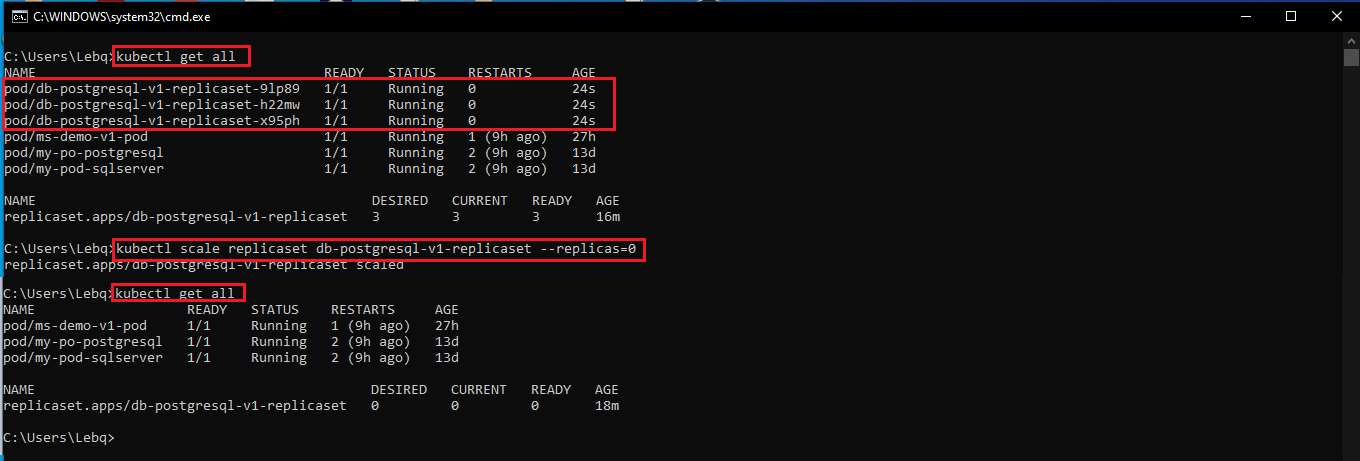 C:\WINDOWS\system32\cmd.exe
C:\Users\Lebq>kubectl get all
NAME READY STATUS RESTARTS AGE
pod/db-postgresql-v1-replicaset-9lp89 1/1 Running 0 24s
pod/db-postgresql-v1-replicaset-h22mw 1/1 Running 0 24s
pod/db-postgresql-v1-replicaset-x95ph 1/1 Running 0 24s
pod/ms-demo-v1-pod 1/1 Running 1 (9h ago) 27h
pod/my-po-postgresql 1/1 Running 2 (9h ago) 13d
pod/my-pod-sqlserver 1/1 Running 2 (9h ago) 13d
NAME DESIRED CURRENT READY AGE
replicaset.apps/db-postgresql-v1-replicaset 3 3 3 16m
C:\Users\Lebq>kubectl scale replicaset db-postgresql-v1-replicaset --replicas=0
replicaset.apps/db-postgresql-v1-replicaset scaled
C:\Users\Lebq>kubectl get all
NAME READY STATUS RESTARTS AGE
pod/ms-demo-v1-pod 1/1 Running 1 (9h ago) 27h
pod/my-po-postgresql 1/1 Running 2 (9h ago) 13d
pod/my-pod-sqlserver 1/1 Running 2 (9h ago) 13d
NAME DESIRED CURRENT READY AGE
replicaset.apps/db-postgresql-v1-replicaset 0 0 0 18m
C:\Users\Lebq>